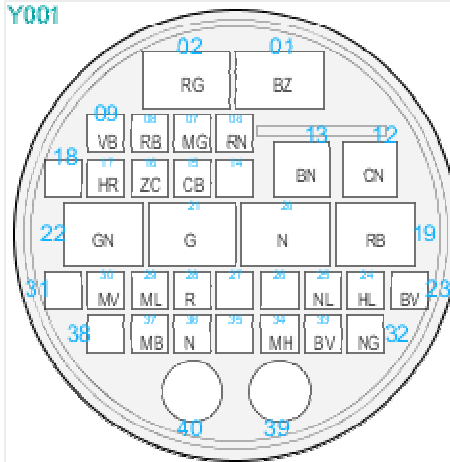 Y001
02 01
RG BZ
09 08 07 06
VB RB MG RN
13 12
BN CN
18 17 16 15 14
HR ZC CB
22 21 20 19
GN G N RB
31 30 29 28 27 26 25 24 23
MV ML R NL HL BV
38 37 36 35 34 33 32
MB N MH BV NG
40 39